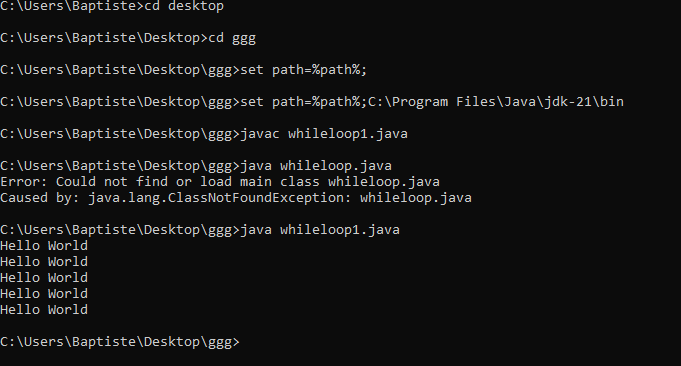 C:\Users\Baptiste>cd desktop
C:\Users\Baptiste\Desktop>cd ggg
C:\Users\Baptiste\Desktop\ggg>set path=%path%;
C:\Users\Baptiste\Desktop\ggg>set path=%path%;C:\Program Files\Java\jdk-21\bin
C:\Users\Baptiste\Desktop\ggg>javac whileloop1.java
C:\Users\Baptiste\Desktop\ggg>java whileloop.java
Error: Could not find or load main class whileloop.java
Caused by: java.lang.ClassNotFoundException: whileloop.java
C:\Users\Baptiste\Desktop\ggg>java whileloop1.java
Hello World
Hello World
Hello World
Hello World
Hello World
C:\Users\Baptiste\Desktop\ggg>